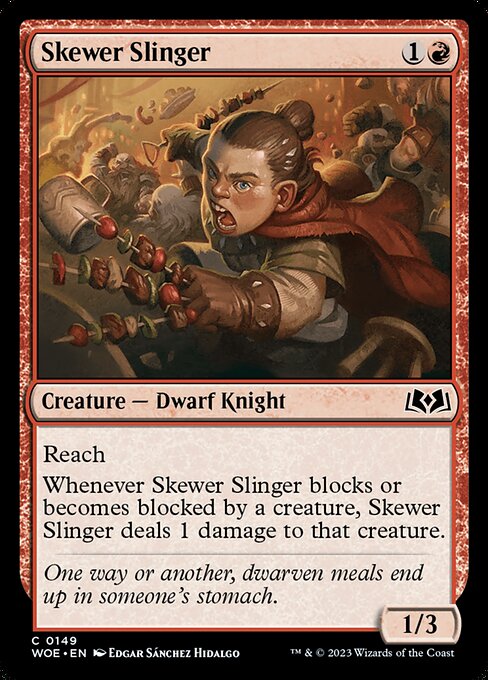 Skewer Slinger 1
Creature — Dwarf Knight
Reach
Whenever Skewer Slinger blocks or
becomes blocked by a creature, Skewer
Slinger deals 1 damage to that creature.
One way or another, dwarven meals end
up in someone's stomach.
1/3
C 0149
WOE • EN Edgar Sánchez Hidalgo ™ & © 2023 Wizards of the Coast